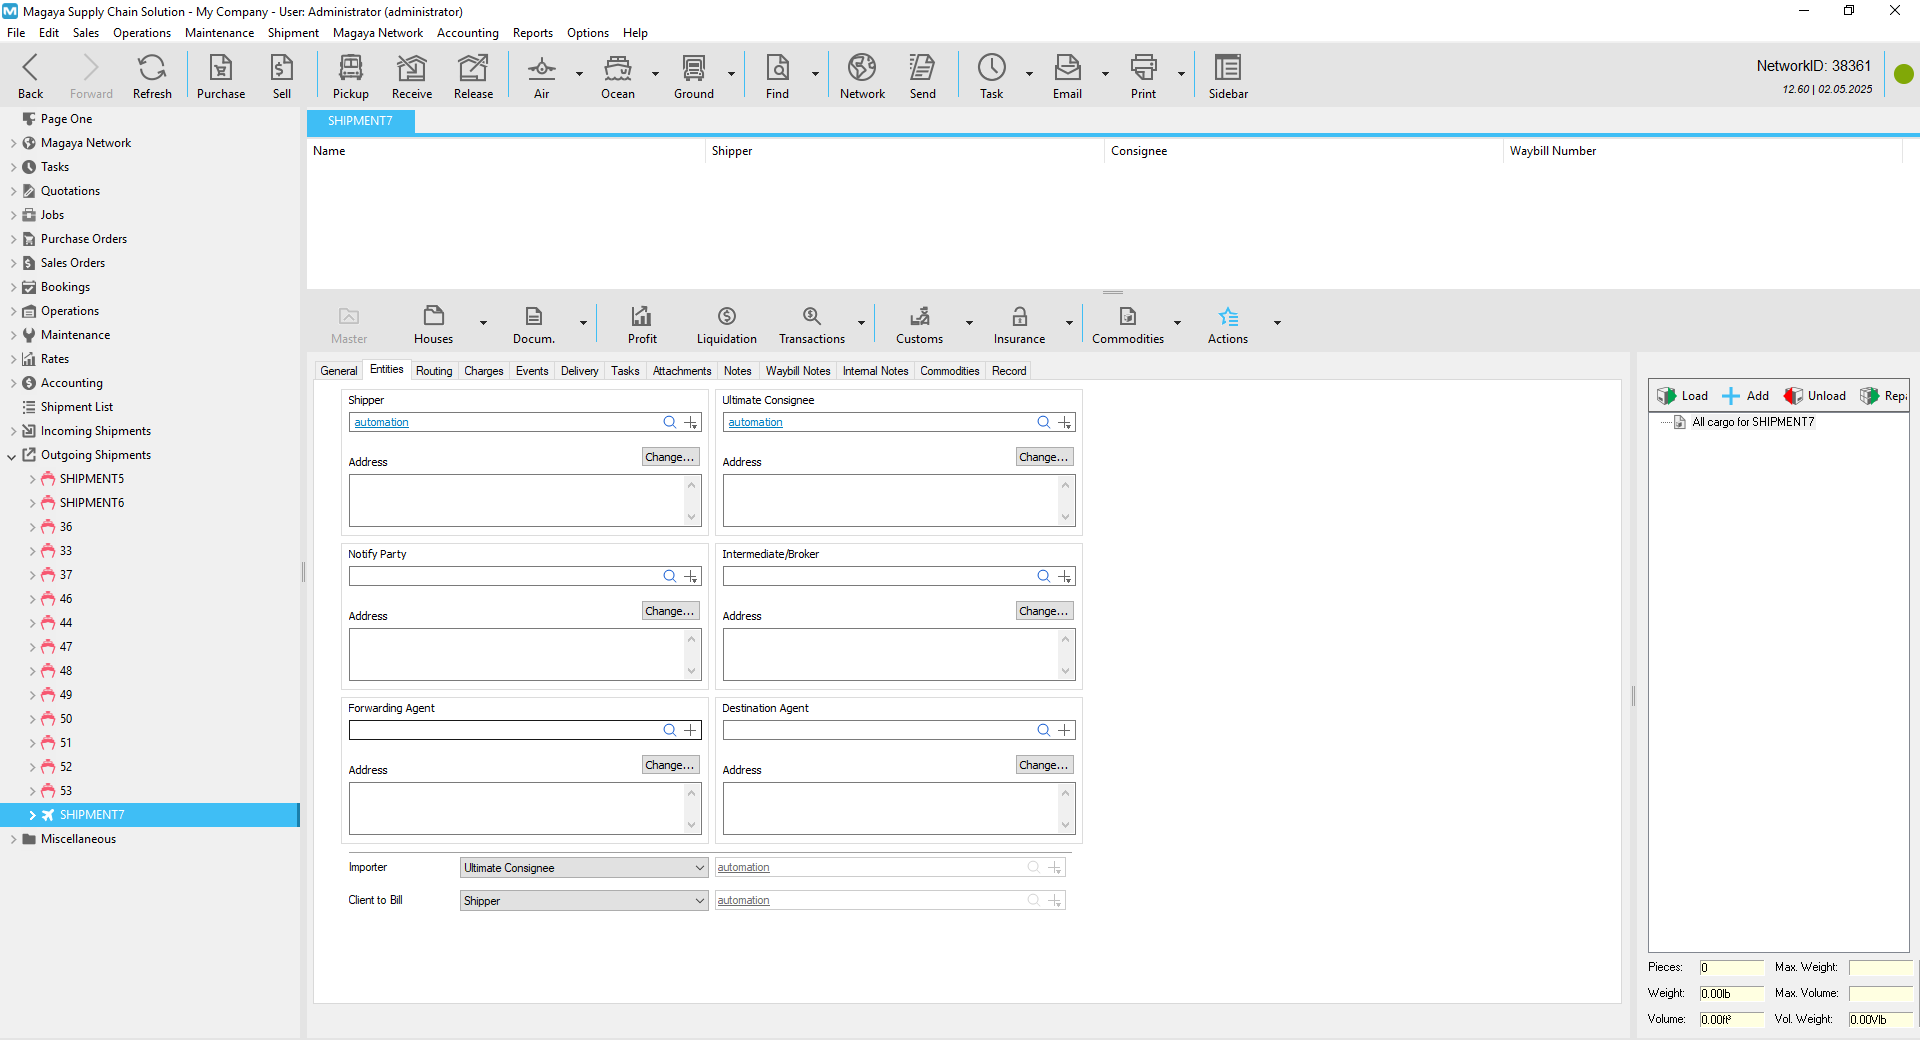 Magaya Supply Chain Solution - My Company - User: Administrator (administrator)
File Edit Sales Operations Maintenance Shipment Magaya Network Accounting Reports Options Help
Back Forward Refresh Purchase Sell Pickup Receive Release Air Ocean Ground Find Network Send Task Email Print Sidebar
NetworkID: 38361
12.60 | 02.05.2025
Page One
Magaya Network
Tasks
Quotations
Jobs
Purchase Orders
Sales Orders
Bookings
Operations
Maintenance
Rates
Accounting
Shipment List
Incoming Shipments
Outgoing Shipments
SHIPMENT5
SHIPMENT6
36
33
37
46
44
47
48
49
50
51
52
53
SHIPMENT7
Miscellaneous
SHIPMENT7
Name Shipper Consignee Waybill Number
Master Houses Docum. Profit Liquidation Transactions Customs Insurance Commodities Actions
General Entities Routing Charges Events Delivery Tasks Attachments Notes Waybill Notes Internal Notes Commodities Record
Shipper Ultimate Consignee
automation automation
Change... Change...
Address Address
Notify Party Intermediate/Broker
Change... Change...
Address Address
Forwarding Agent Destination Agent
Change... Change...
Address Address
Importer Ultimate Consignee automation
Client to Bill Shipper automation
Load Add Unload Repa
All cargo for SHIPMENT7
Pieces: 0 Max. Weight:
Weight: 0.00lb Max. Volume:
Volume: 0.00ft³ Vol. Weight: 0.00Vlb